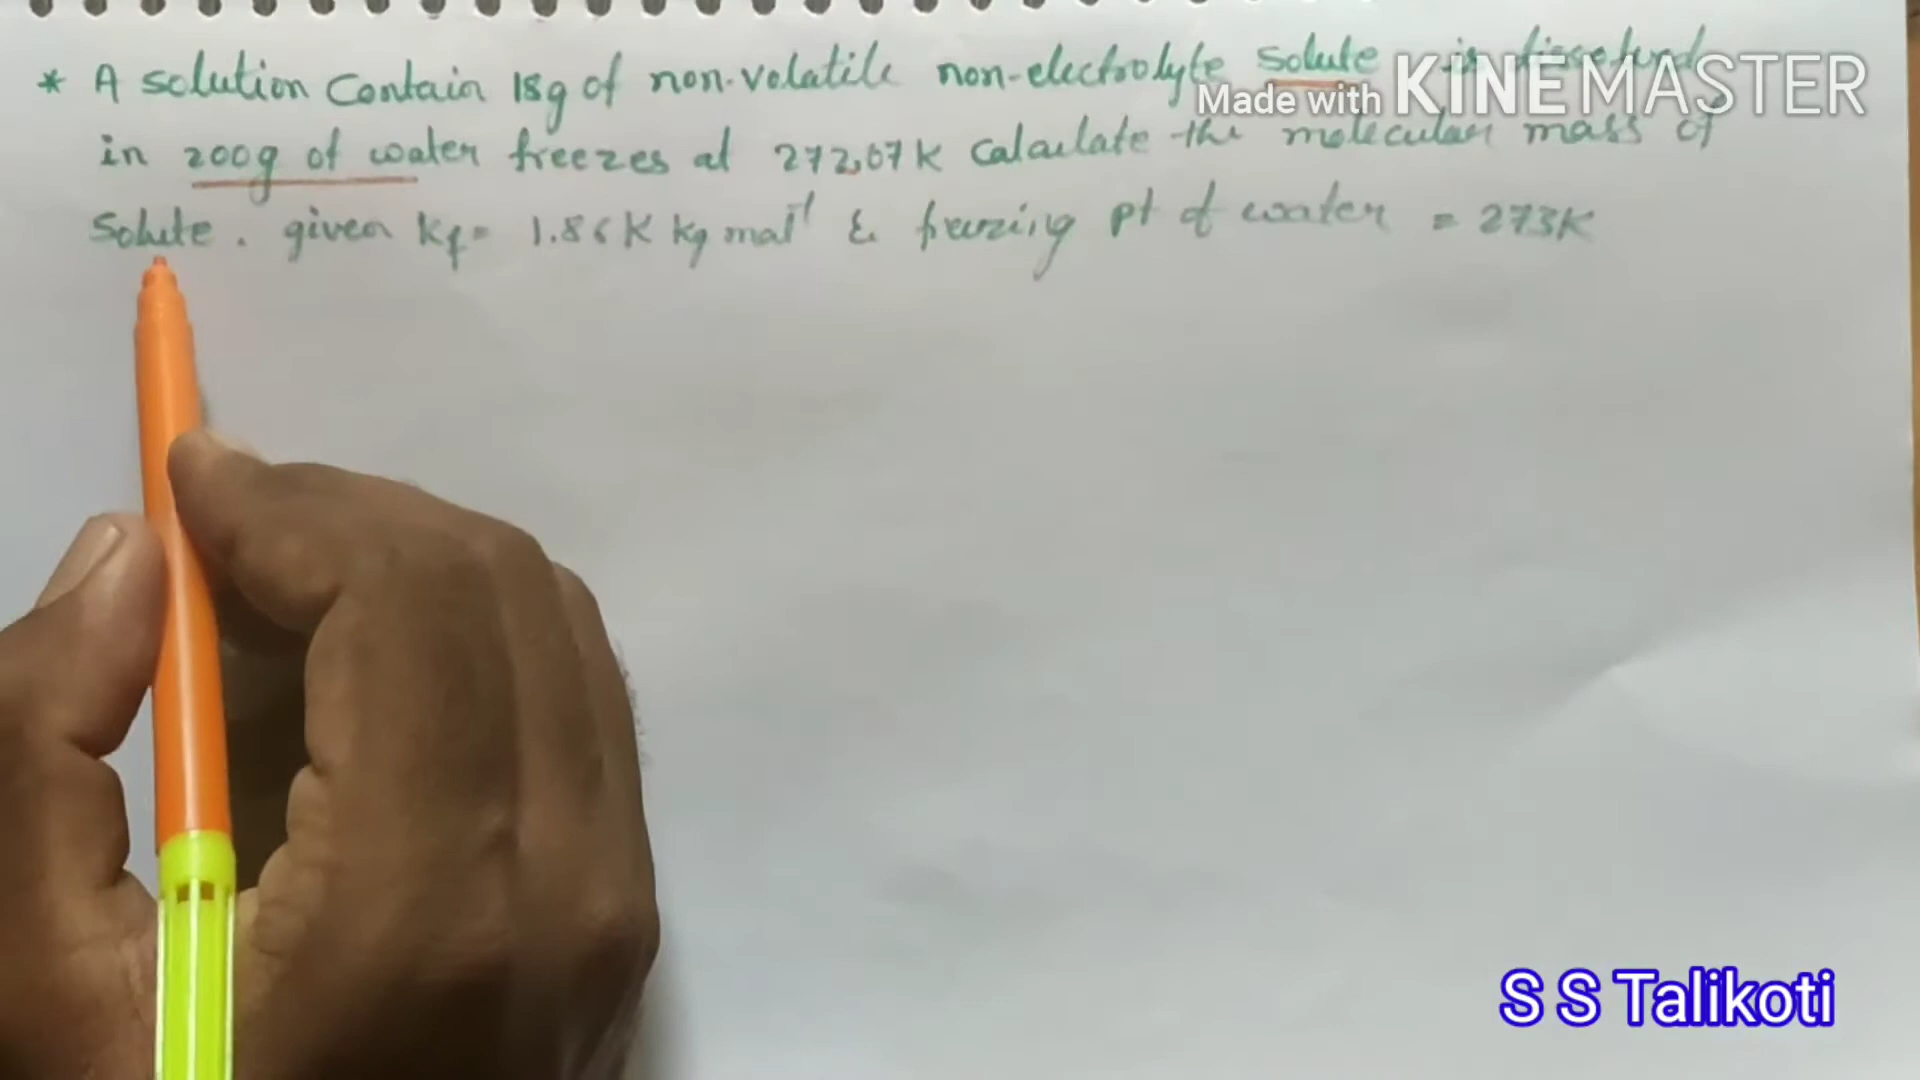 * A solution Contain 18g of non-volatile non-electrolyte solute is dissolved
Made with KINEMASTER
in 200g of water freezes at 272.07K Calculate the molecular mass of
Solute. given Kf = 1.86 K kg mol⁻¹ & freezing pt of water = 273K
S S Talikoti